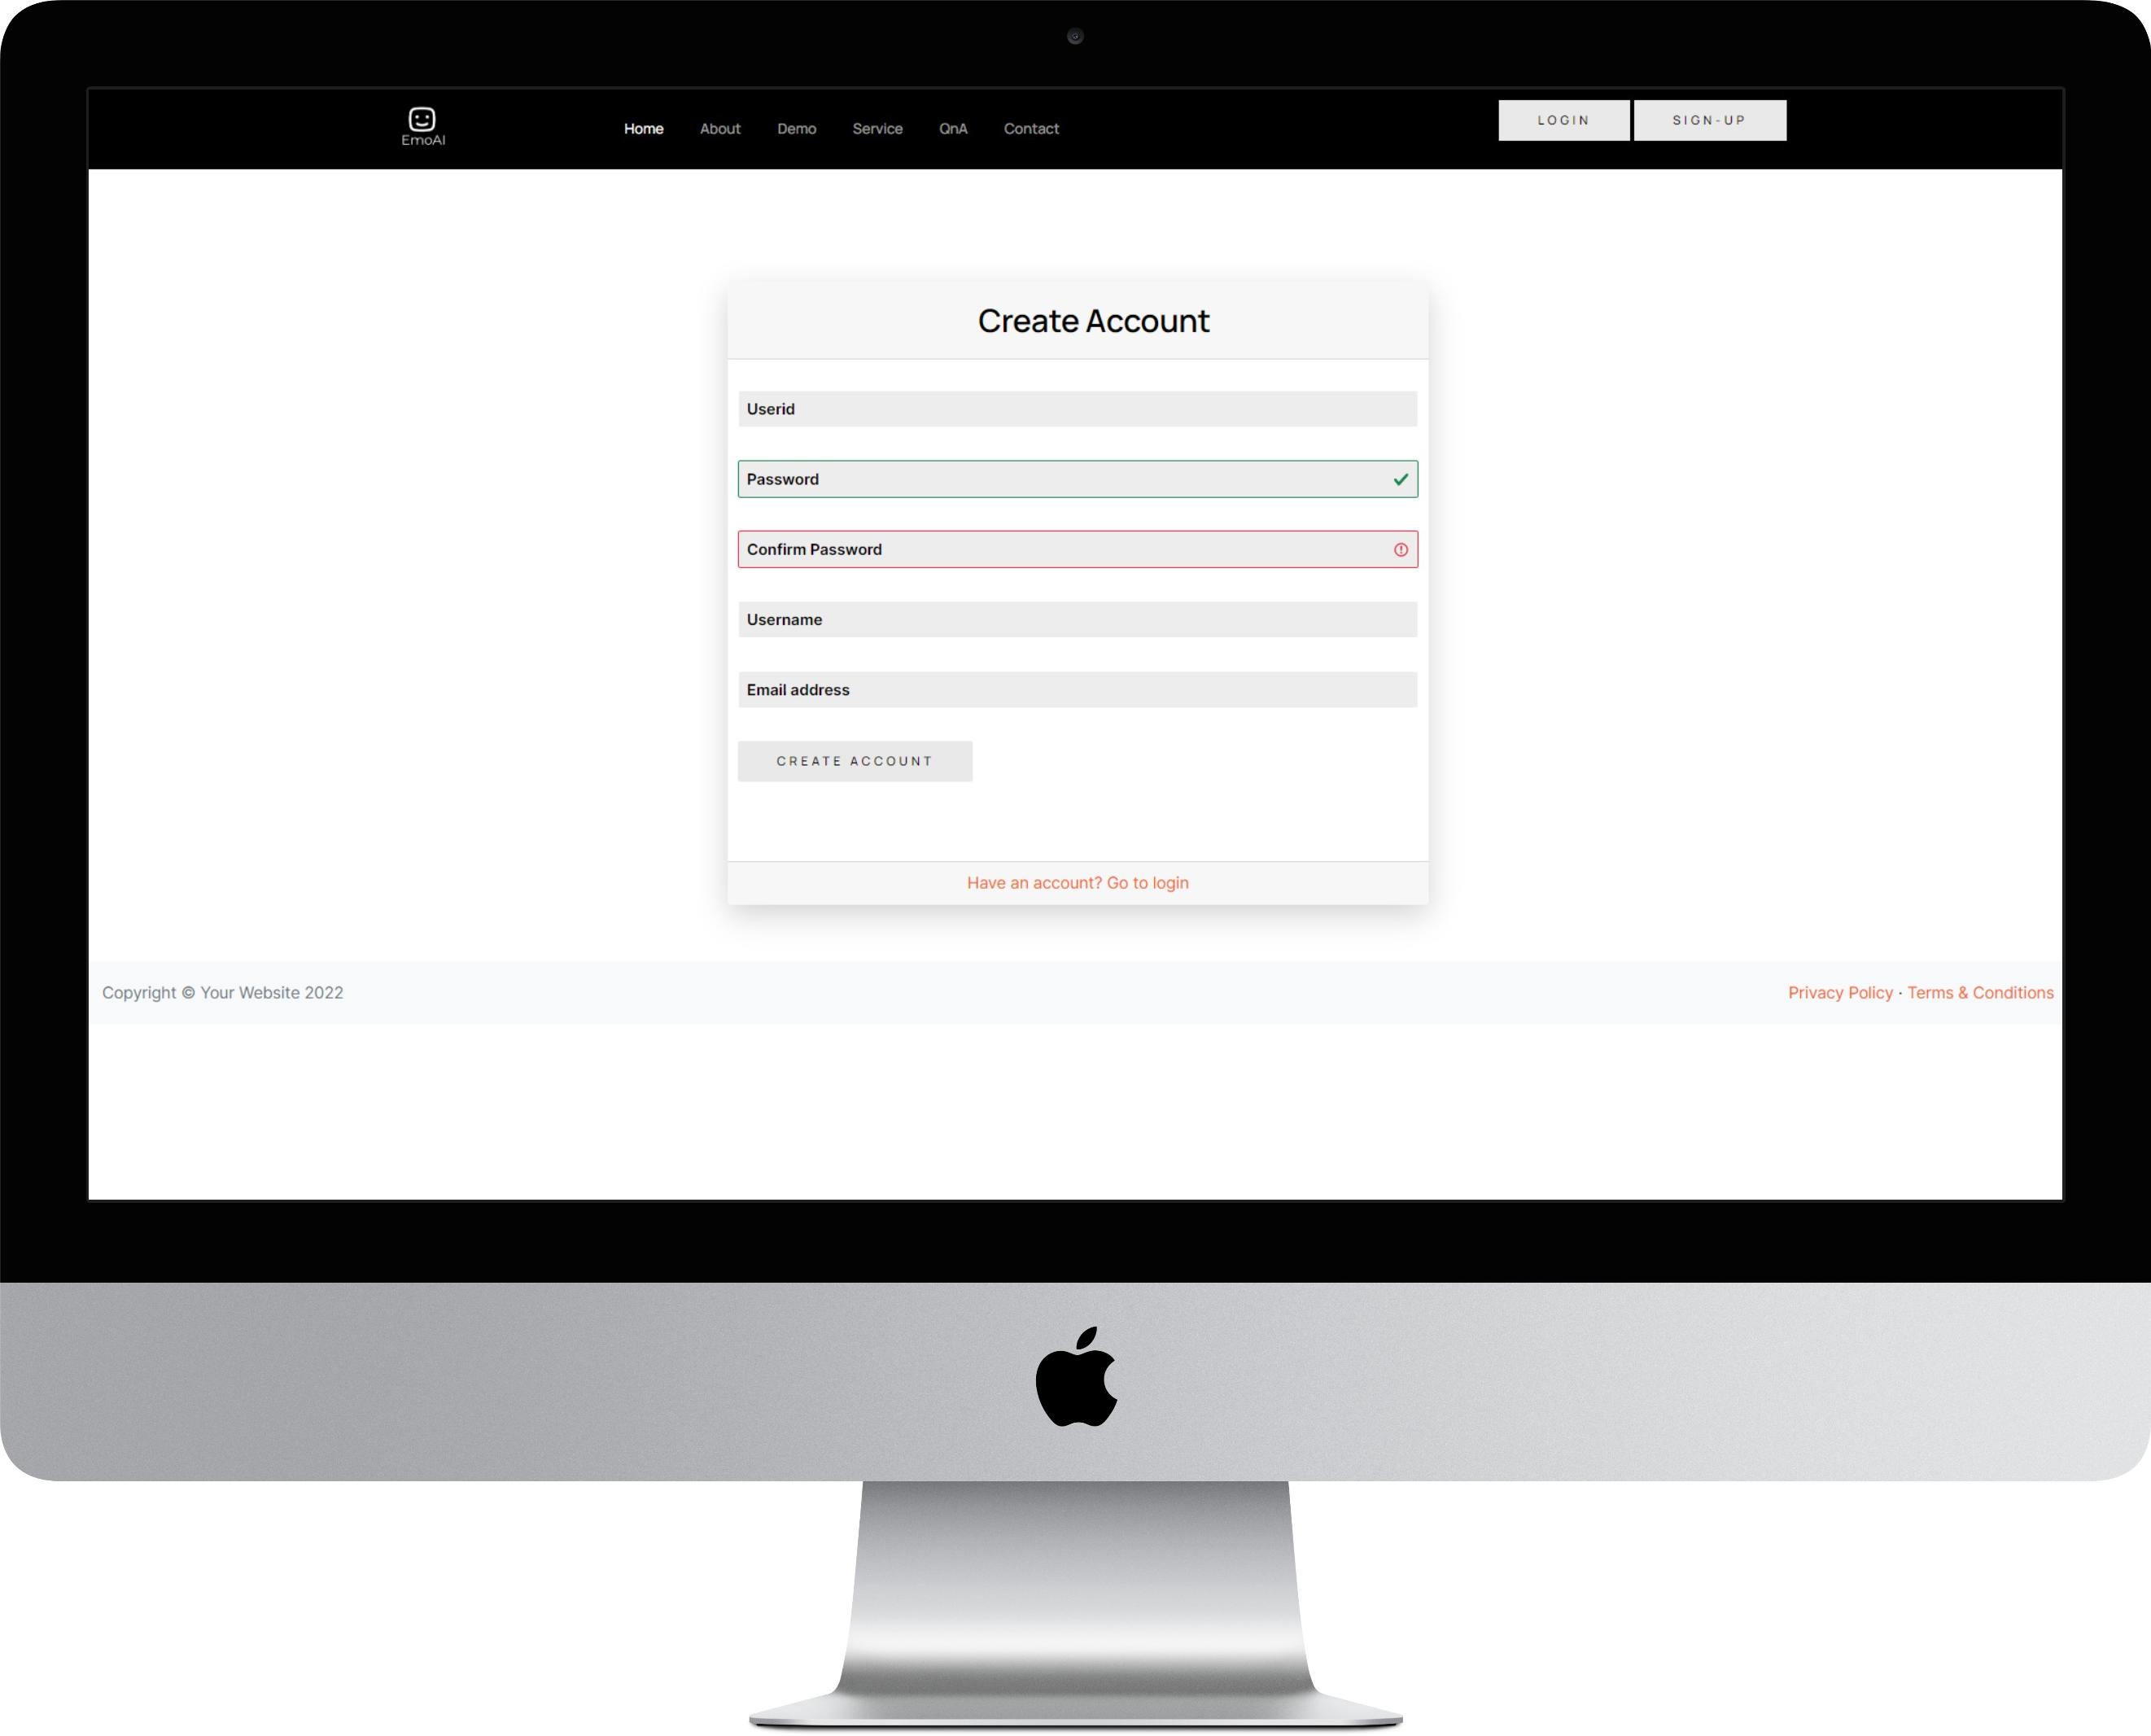 EmoAI
Home About Demo Service QnA Contact
LOGIN SIGN-UP
Create Account
Userid
Password
Confirm Password
Username
Email address
CREATE ACCOUNT
Have an account? Go to login
Copyright © Your Website 2022
Privacy Policy · Terms & Conditions